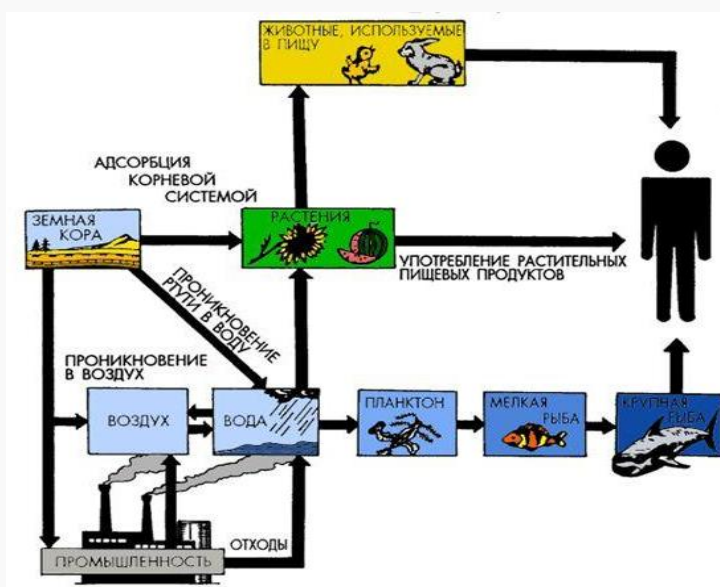 ЖИВОТНЫЕ, ИСПОЛЬЗУЕМЫЕ
В ПИЩУ
АДСОРБЦИЯ
КОРНЕВОЙ
СИСТЕМОЙ
ЗЕМНАЯ
КОРА
РАСТЕНИЯ
УПОТРЕБЛЕНИЕ РАСТИТЕЛЬНЫХ
ПИЩЕВЫХ ПРОДУКТОВ
ПРОНИКНОВЕНИЕ
РТУТИ В ВОДУ
ПРОНИКНОВЕНИЕ
В ВОЗДУХ
ВОЗДУХ
ВОДА
ПЛАНКТОН
МЕЛКАЯ
РЫБА
КРУПНАЯ
РЫБА
ОТХОДЫ
ПРОМЫШЛЕННОСТЬ